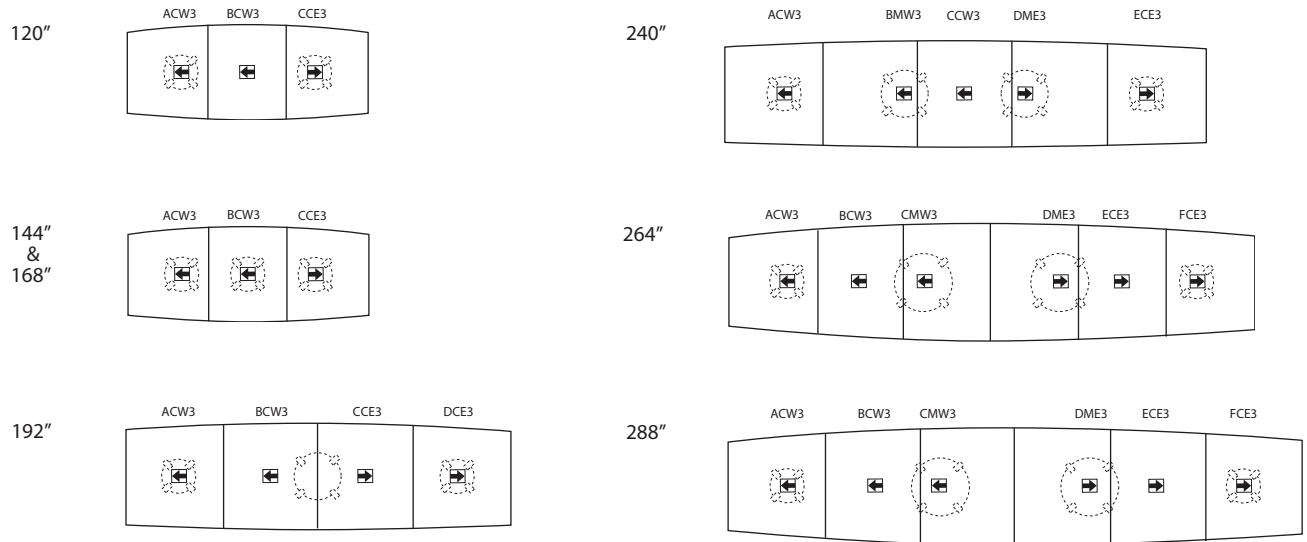 120″
ACW3 BCW3 CCE3
144″
&
168″
ACW3 BCW3 CCE3
192″
ACW3 BCW3 CCE3 DCE3
240″
ACW3 BMW3 CCW3 DME3 ECE3
264″
ACW3 BCW3 CMW3 DME3 ECE3 FCE3
288″
ACW3 BCW3 CMW3 DME3 ECE3 FCE3